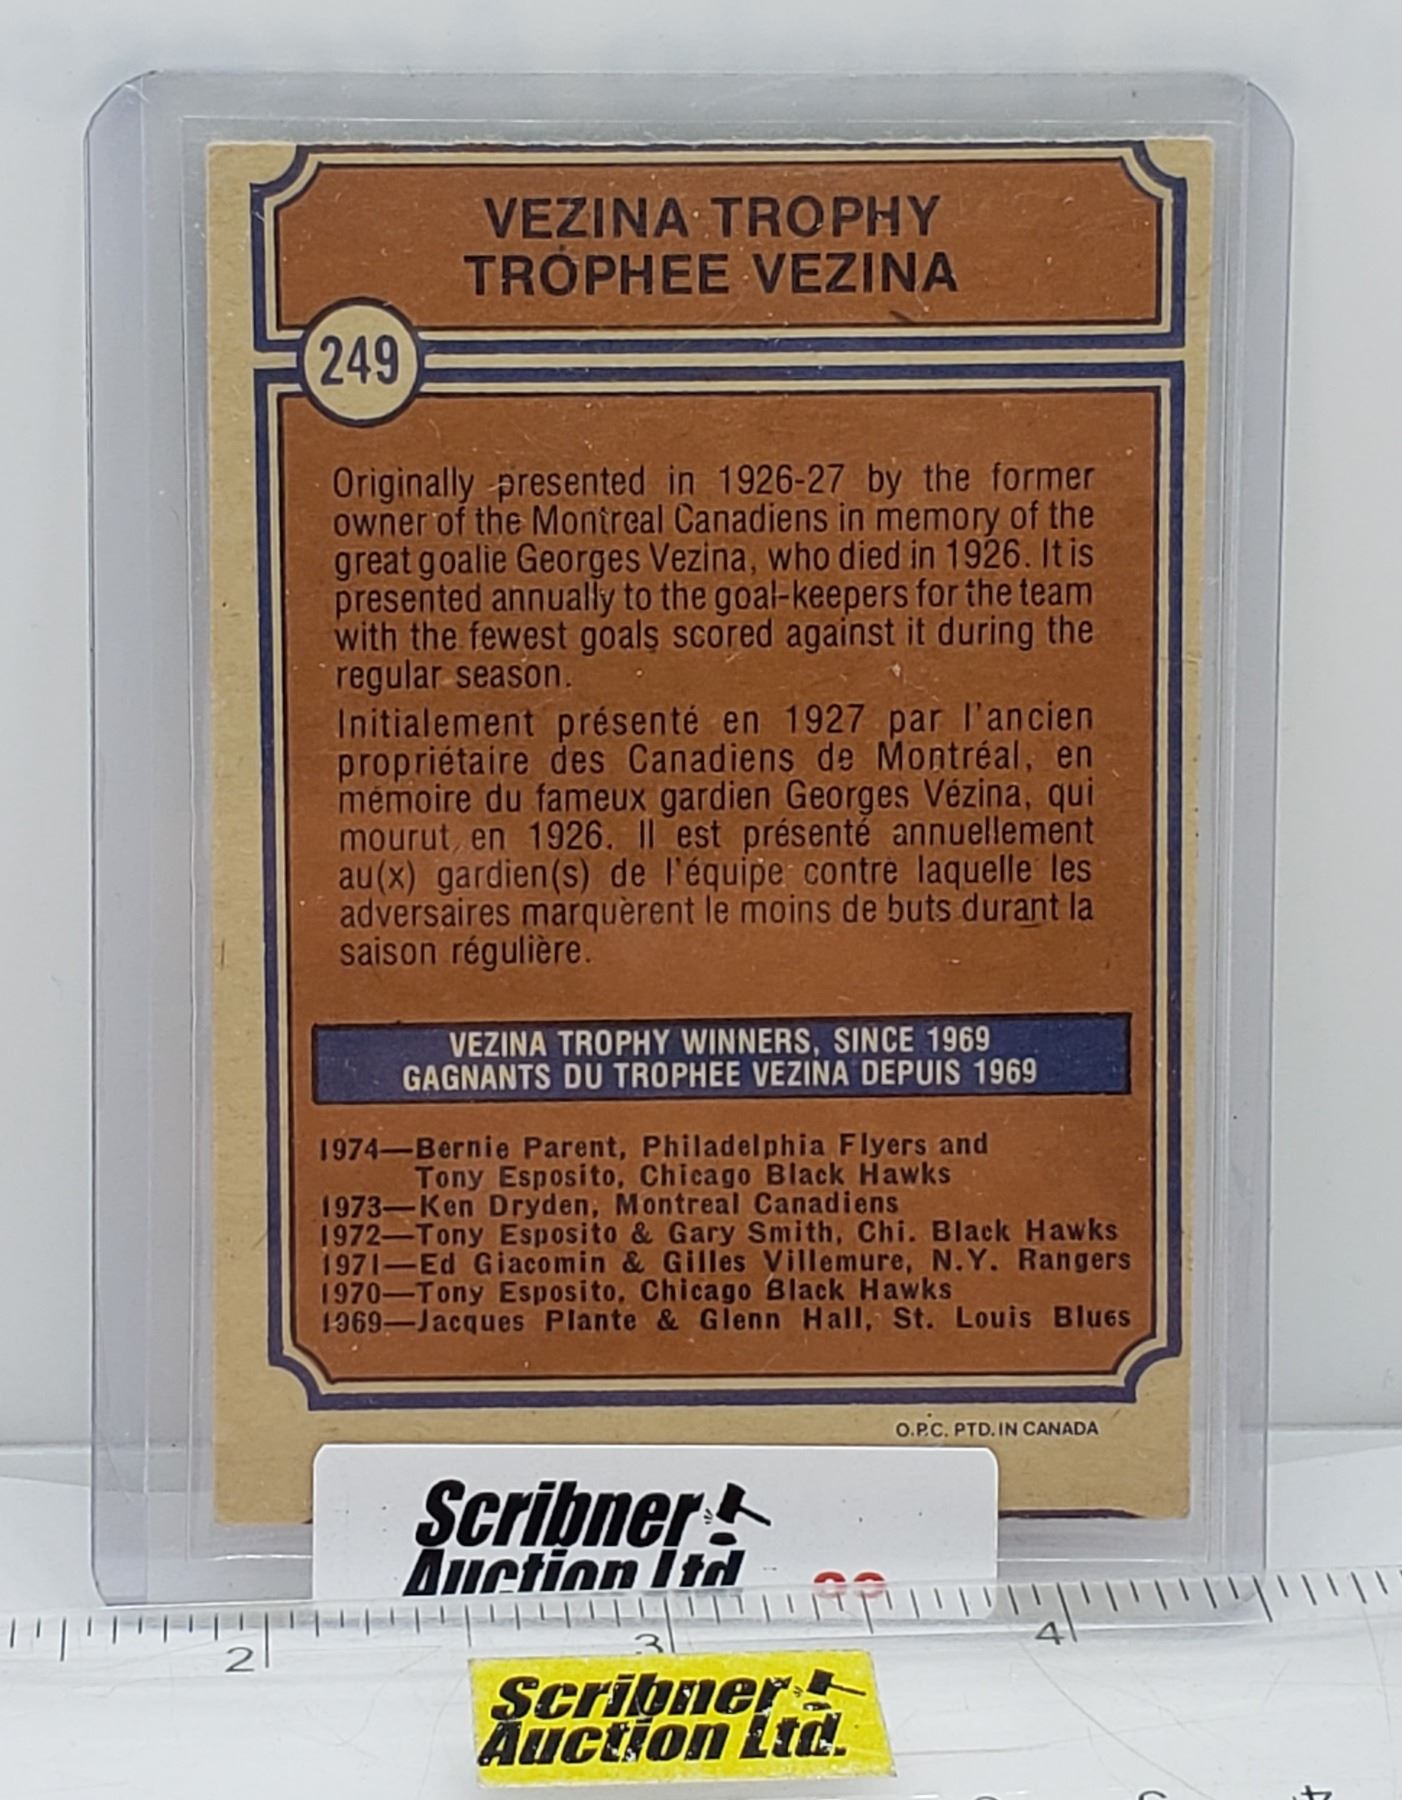 VEZINA TROPHY
TROPHEE VEZINA
249
Originally presented in 1926-27 by the former
owner of the Montreal Canadiens in memory of the
great goalie Georges Vezina, who died in 1926. It is
presented annually to the goal-keepers for the team
with the fewest goals scored against it during the
regular season.
Initialement présenté en 1927 par l'ancien
propriétaire des Canadiens de Montréal, en
mémoire du fameux gardien Georges Vézina, qui
mourut en 1926. Il est présenté annuellement
au(x) gardien(s) de l'équipe contre laquelle les
adversaires marquèrent le moins de buts durant la
saison régulière.
VEZINA TROPHY WINNERS, SINCE 1969
GAGNANTS DU TROPHEE VEZINA DEPUIS 1969
1974—Bernie Parent, Philadelphia Flyers and
Tony Esposito, Chicago Black Hawks
1973—Ken Dryden, Montreal Canadiens
1972—Tony Esposito & Gary Smith, Chi. Black Hawks
1971—Ed Giacomin & Gilles Villemure, N.Y. Rangers
1970—Tony Esposito, Chicago Black Hawks
1969—Jacques Plante & Glenn Hall, St. Louis Blues
O.P.C. PTD. IN CANADA
Scribner
Auction Ltd
2 3 4
Scribner
Auction Ltd.